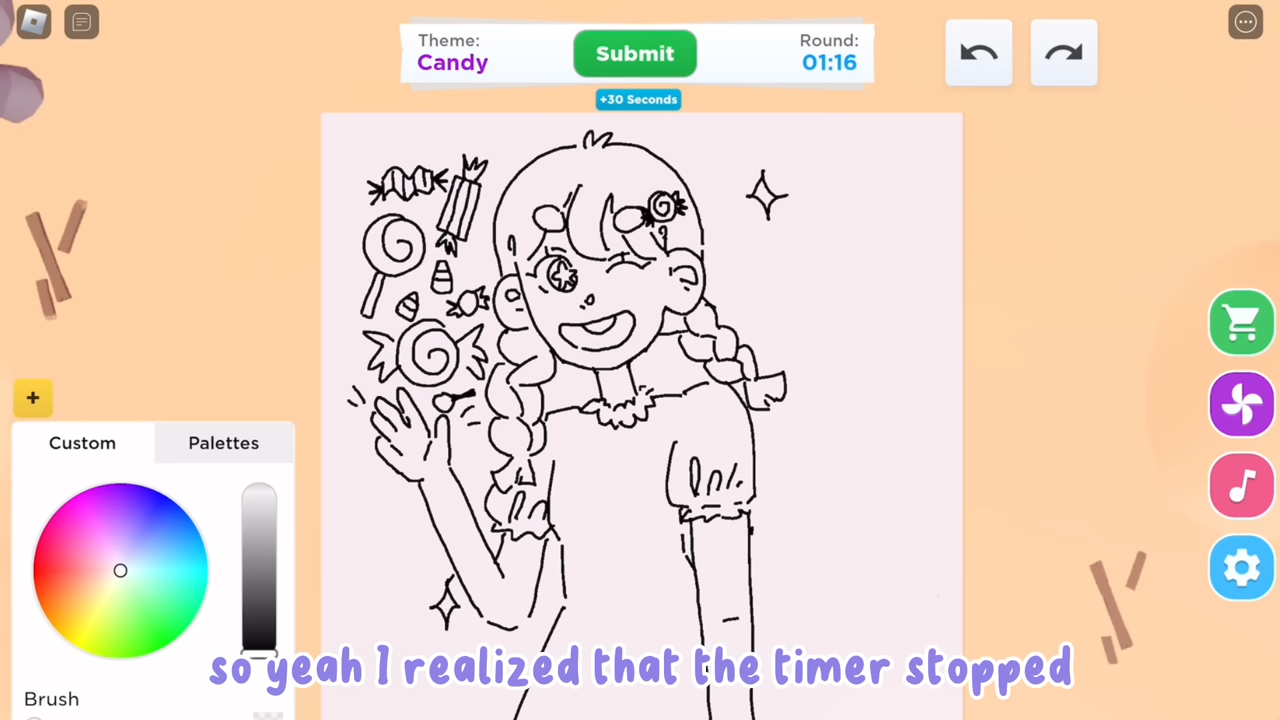 Theme:
Candy
Submit
Round:
01:16
+30 Seconds
+
Custom
Palettes
Brush
so yeah I realized that the timer stopped